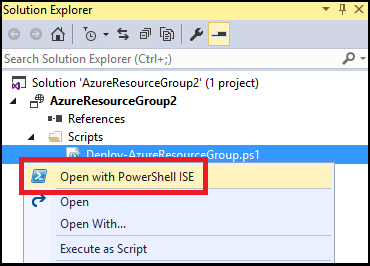 Solution Explorer
Search Solution Explorer (Ctrl+;)
Solution 'AzureResourceGroup2' (1 project)
AzureResourceGroup2
References
Scripts
Deploy-AzureResourceGroup.ps1
Open with PowerShell ISE
Open
Open With...
Execute as Script